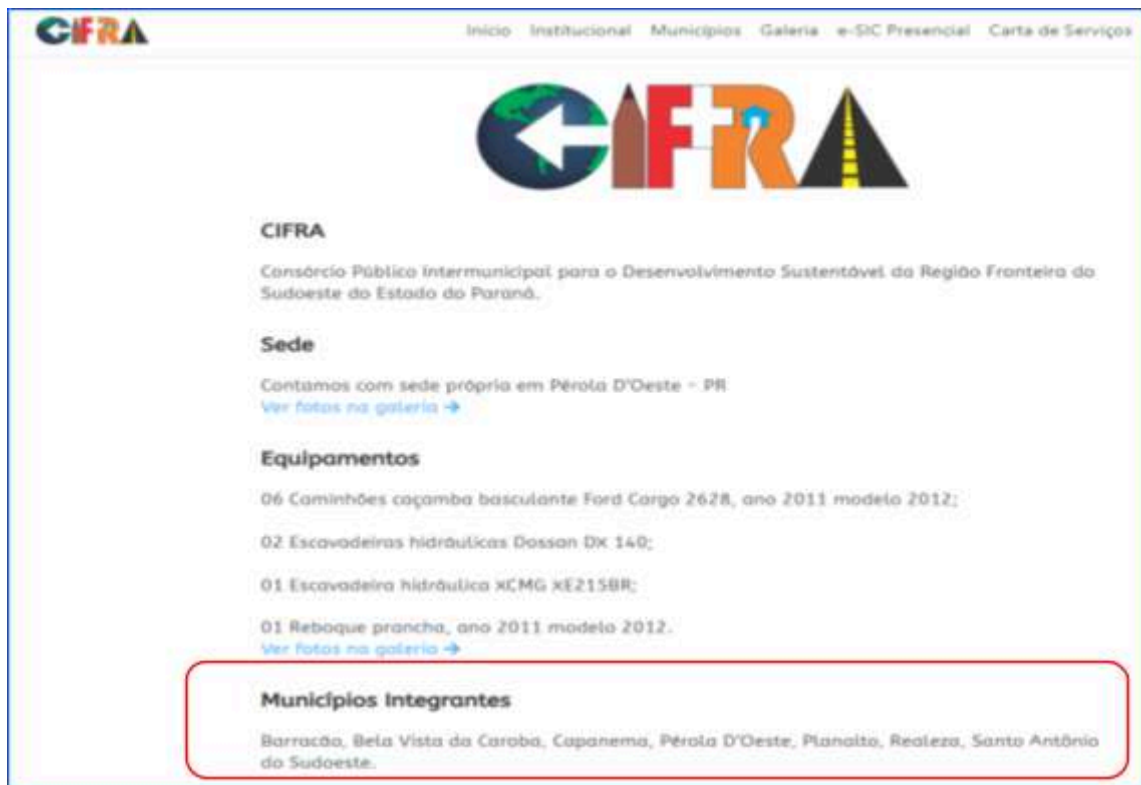 CIFRA
Início Institucional Municípios Galeria e-SIC Presencial Carta de Serviços
CIFRA
CIFRA
Consórcio Público Intermunicipal para o Desenvolvimento Sustentável da Região Fronteira do
Sudoeste do Estado do Paraná.
Sede
Contamos com sede própria em Pérola D'Oeste - PR
Ver fotos na galeria →
Equipamentos
06 Caminhões caçamba basculante Ford Cargo 2628, ano 2011 modelo 2012;
02 Escavadeiras hidráulicas Dossan DX 140;
01 Escavadeira hidráulica XCMG XE215BR;
01 Reboque prancha, ano 2011 modelo 2012.
Ver fotos na galeria →
Municípios Integrantes
Barracão, Bela Vista da Caroba, Capanema, Pérola D'Oeste, Planalto, Realeza, Santo Antônio
do Sudoeste.